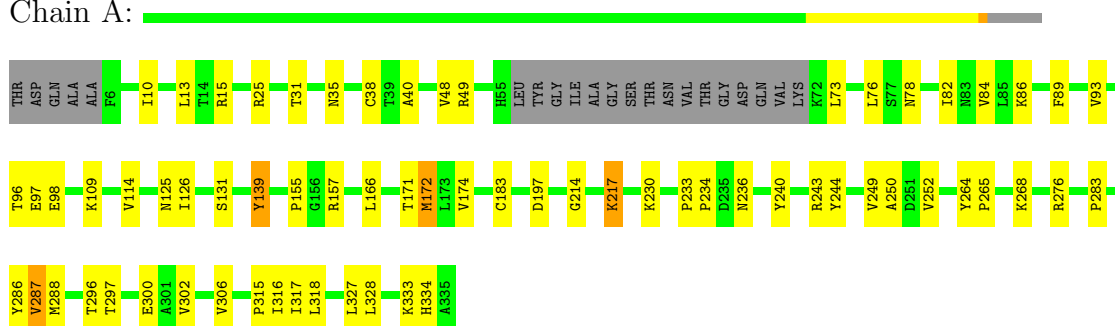 Chain A:
THR ASP GLN ALA ALA F6 I10 L13 T14 R15 R25 T31 N35 C38 T39 A40 V48 R49 H55 LEU TYR GLY ILE ALA GLY SER THR ASN VAL THR GLY ASP GLN VAL LYS K72 L73 L76 S77 N78 I82 N83 V84 L85 K86 F89 V93
T96 E97 E98 K109 V114 N125 I126 S131 Y139 P155 G156 R157 L166 T171 M172 L173 V174 C183 D197 G214 K217 K230 P233 P234 D235 N236 Y240 R243 Y244 V249 A250 D251 V252 Y264 P265 K268 R276 P283
Y286 V287 M288 T296 T297 E300 A301 V302 V306 P315 I316 I317 L318 L327 L328 K333 H334 A335